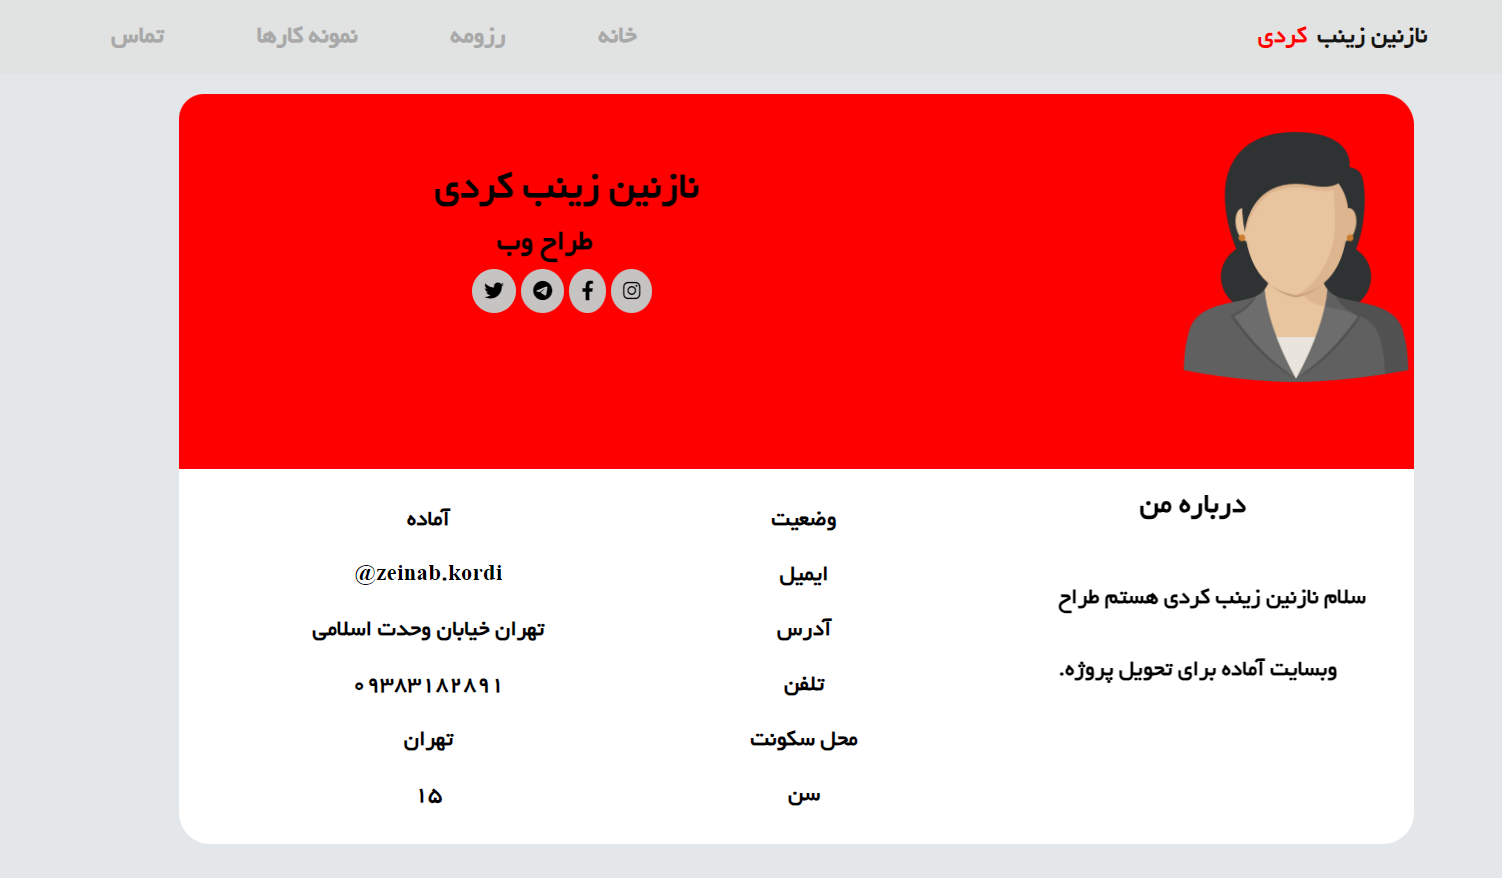 نازنین زینب کردی
خانه
رزومه
نمونه کارها
تماس
نازنین زینب کردی
طراح وب
درباره من
سلام نازنین زینب کردی هستم طراح
وبسایت آماده برای تحویل پروژه.
وضعیت آماده
ایمیل @zeinab.kordi
آدرس تهران خیابان وحدت اسلامی
تلفن ۰۹۳۸۳۱۸۲۸۹۱
محل سکونت تهران
سن ۱۵